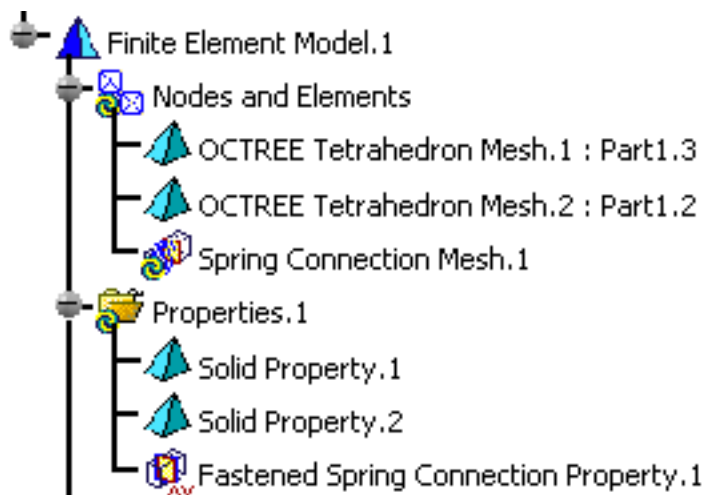 Finite Element Model.1
Nodes and Elements
OCTREE Tetrahedron Mesh.1 : Part1.3
OCTREE Tetrahedron Mesh.2 : Part1.2
Spring Connection Mesh.1
Properties.1
Solid Property.1
Solid Property.2
Fastened Spring Connection Property.1